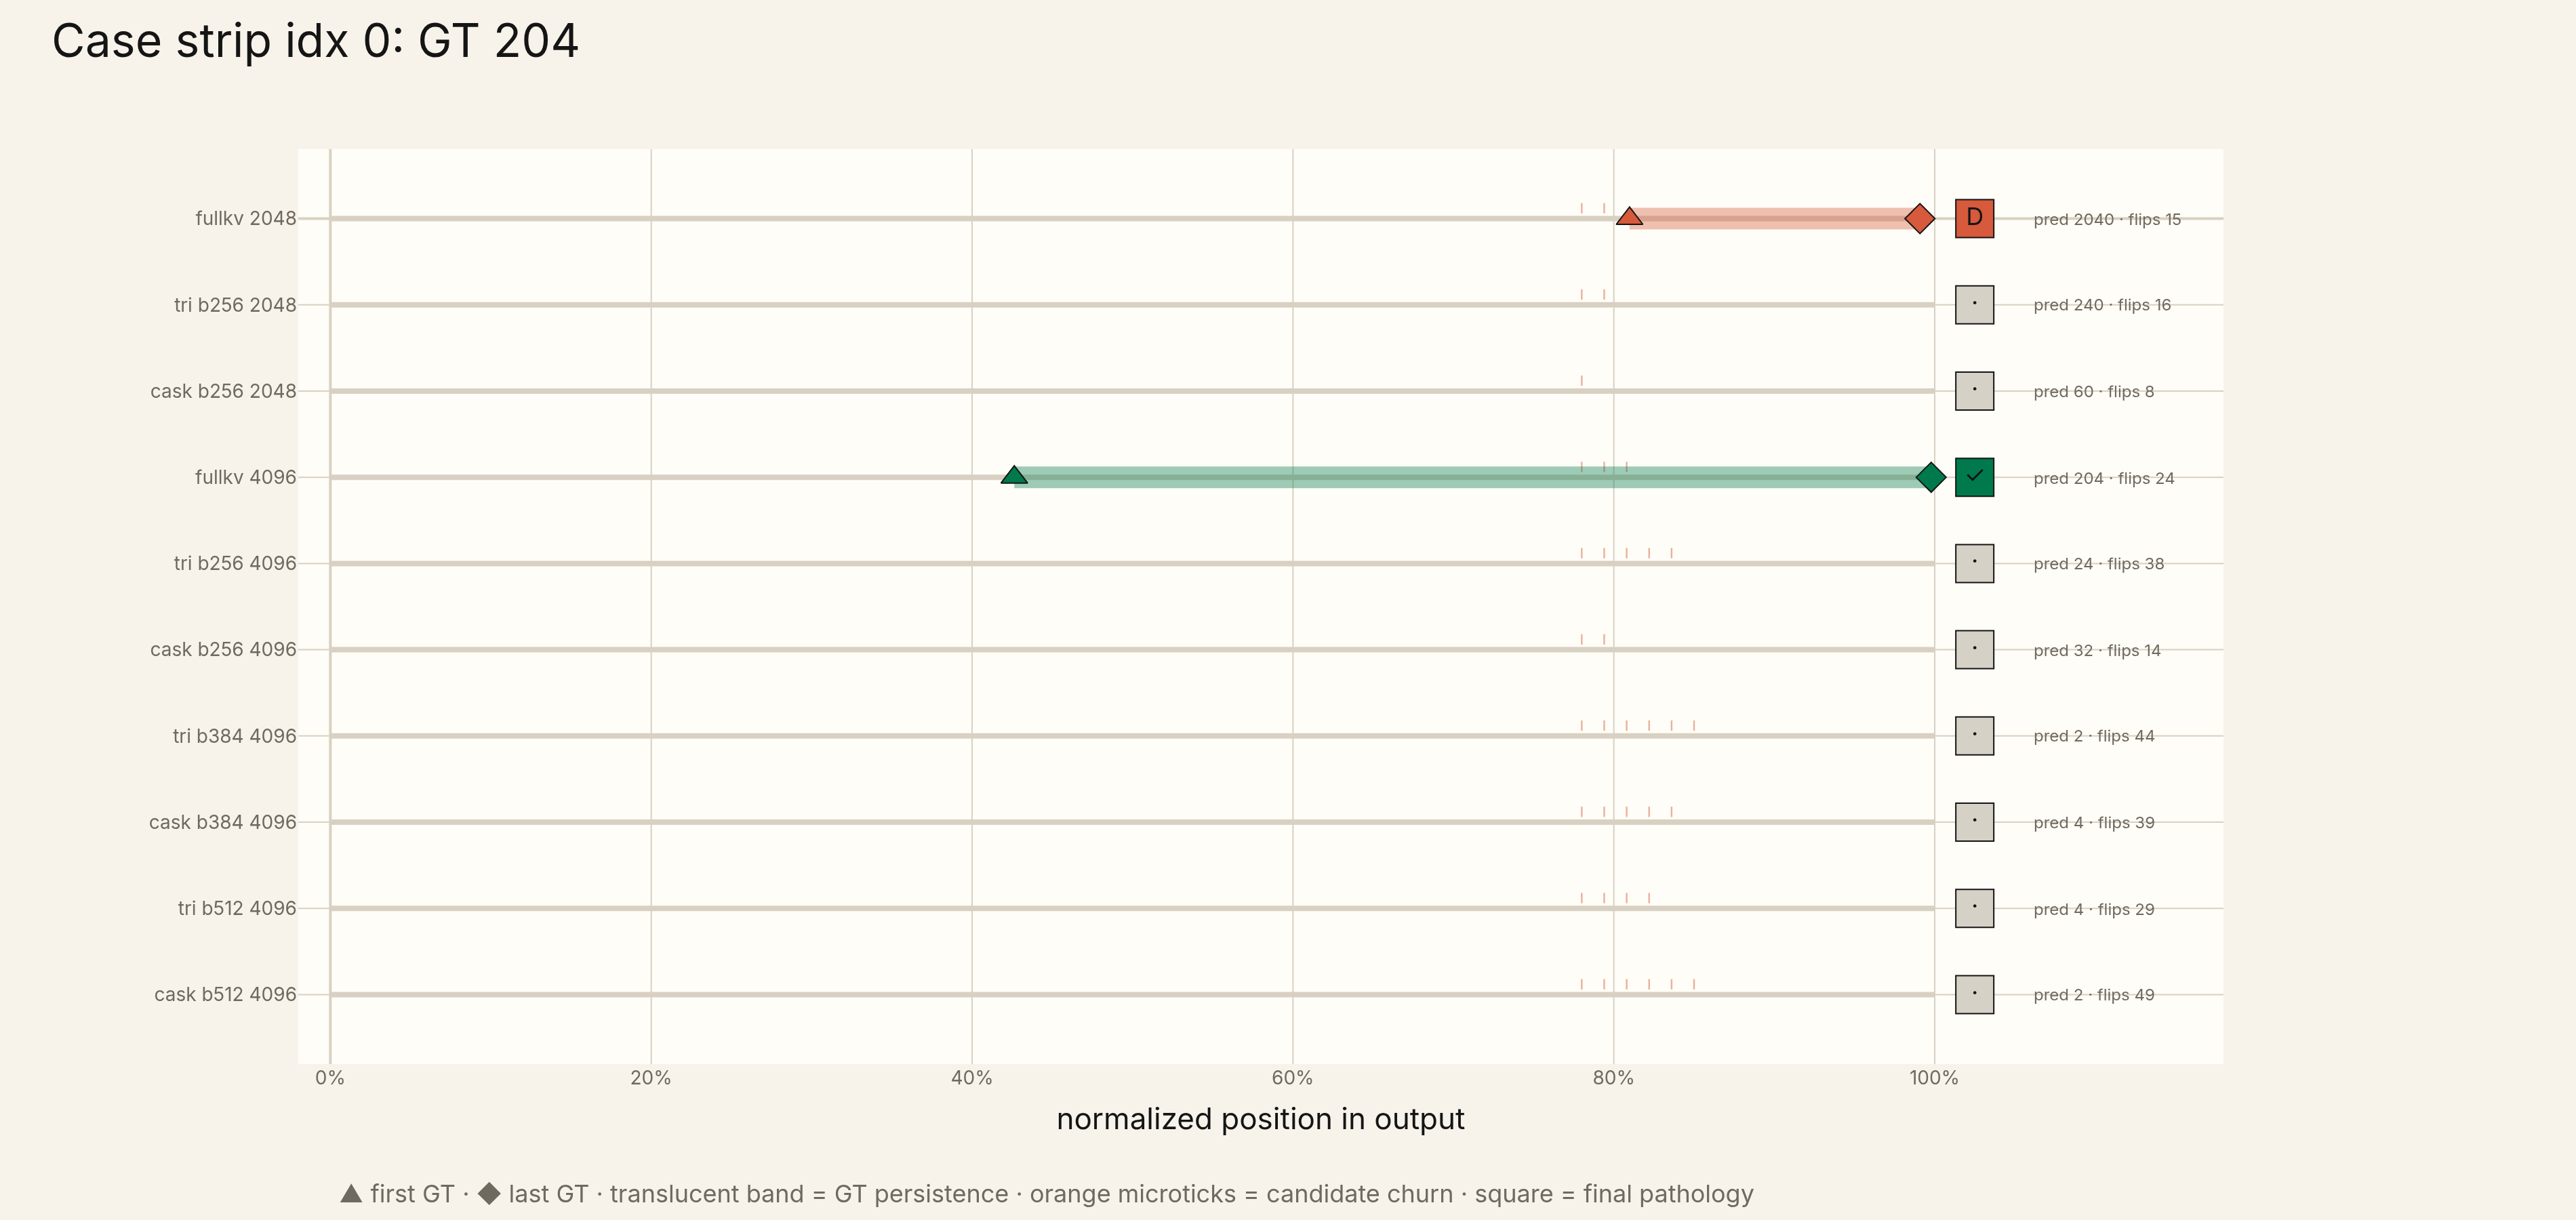 Case strip idx 0: GT 204
fullkv 2048
D
pred 2040 · flips 15
tri b256 2048
pred 240 · flips 16
cask b256 2048
pred 60 · flips 8
fullkv 4096
✓
pred 204 · flips 24
tri b256 4096
pred 24 · flips 38
cask b256 4096
pred 32 · flips 14
tri b384 4096
pred 2 · flips 44
cask b384 4096
pred 4 · flips 39
tri b512 4096
pred 4 · flips 29
cask b512 4096
pred 2 · flips 49
0% 20% 40% 60% 80% 100%
normalized position in output
▲ first GT · ◆ last GT · translucent band = GT persistence · orange microticks = candidate churn · square = final pathology